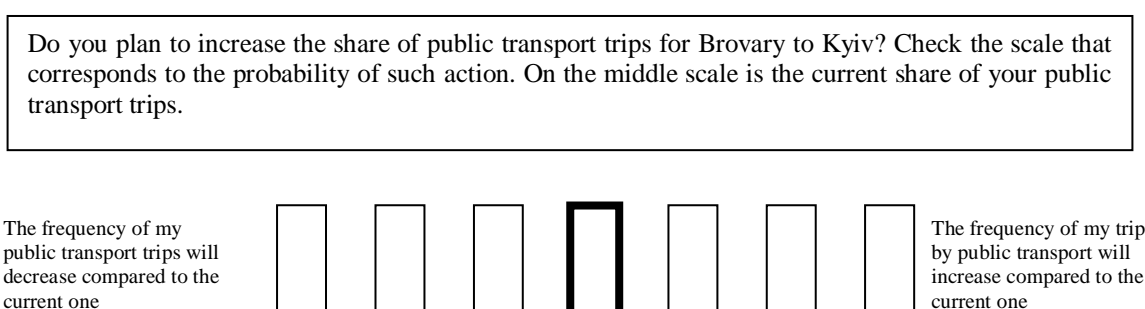 Do you plan to increase the share of public transport trips for Brovary to Kyiv? Check the scale that
corresponds to the probability of such action. On the middle scale is the current share of your public
transport trips.
The frequency of my
public transport trips will
decrease compared to the
current one
The frequency of my trip
by public transport will
increase compared to the
current one